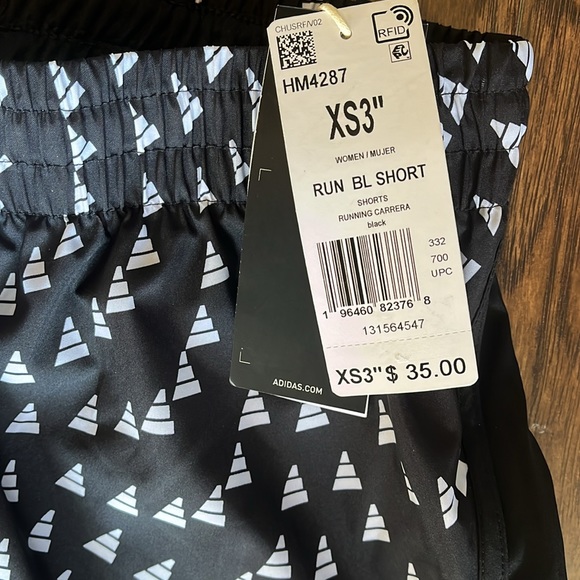 CHUSRF/V02
RFID
HM4287
XS3"
WOMEN / MUJER
RUN BL SHORT
SHORTS
RUNNING CARRERA
black
332
700
UPC
1 96460 82376 8
131564547
XS3" $ 35.00
ADIDAS.COM